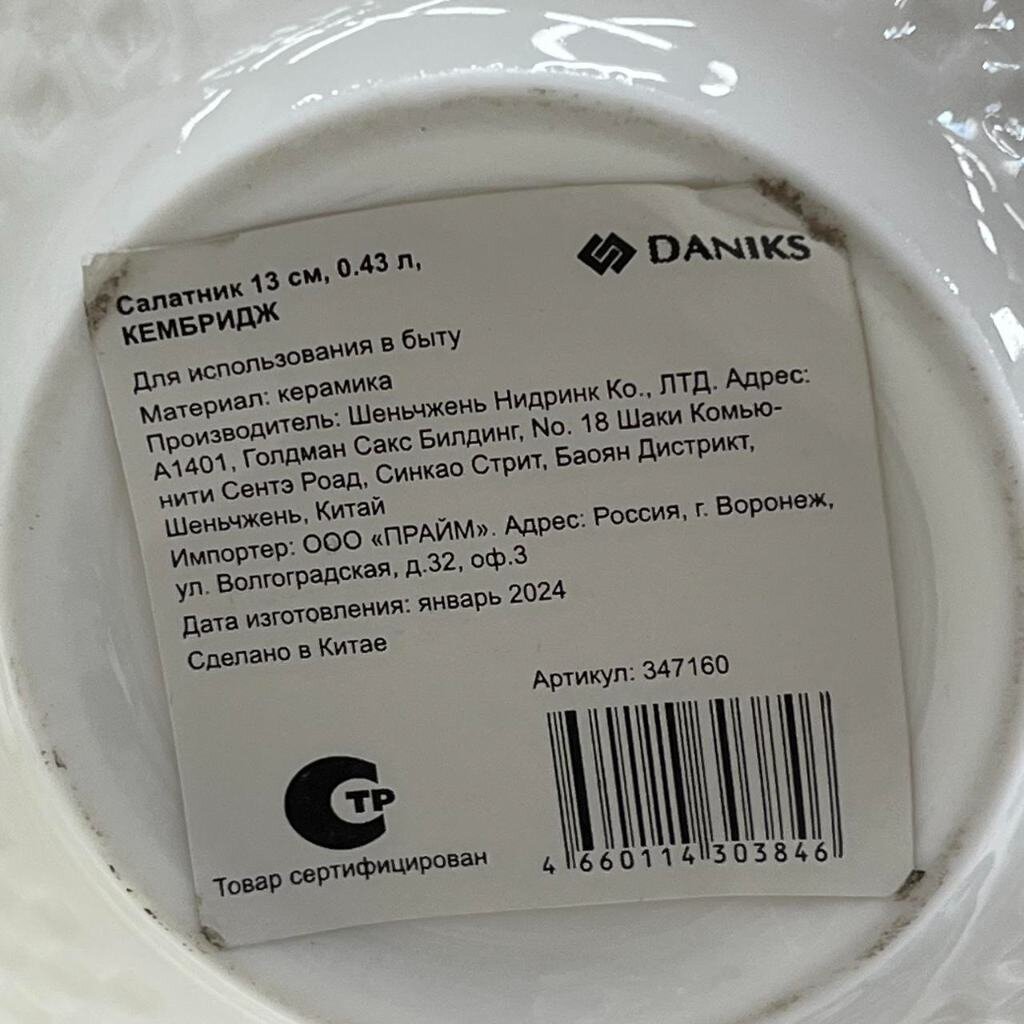 DANIKS
Салатник 13 см, 0.43 л,
КЕМБРИДЖ
Для использования в быту
Материал: керамика
Производитель: Шеньчжень Нидринк Ко., ЛТД. Адрес:
А1401, Голдман Сакс Билдинг, No. 18 Шаки Комью-
нити Сентэ Роад, Синкао Стрит, Баоян Дистрикт,
Шеньчжень, Китай
Импортер: ООО «ПРАЙМ». Адрес: Россия, г. Воронеж,
ул. Волгоградская, д.32, оф.3
Дата изготовления: январь 2024
Сделано в Китае
Артикул: 347160
СТР
Товар сертифицирован
4 660114 303846